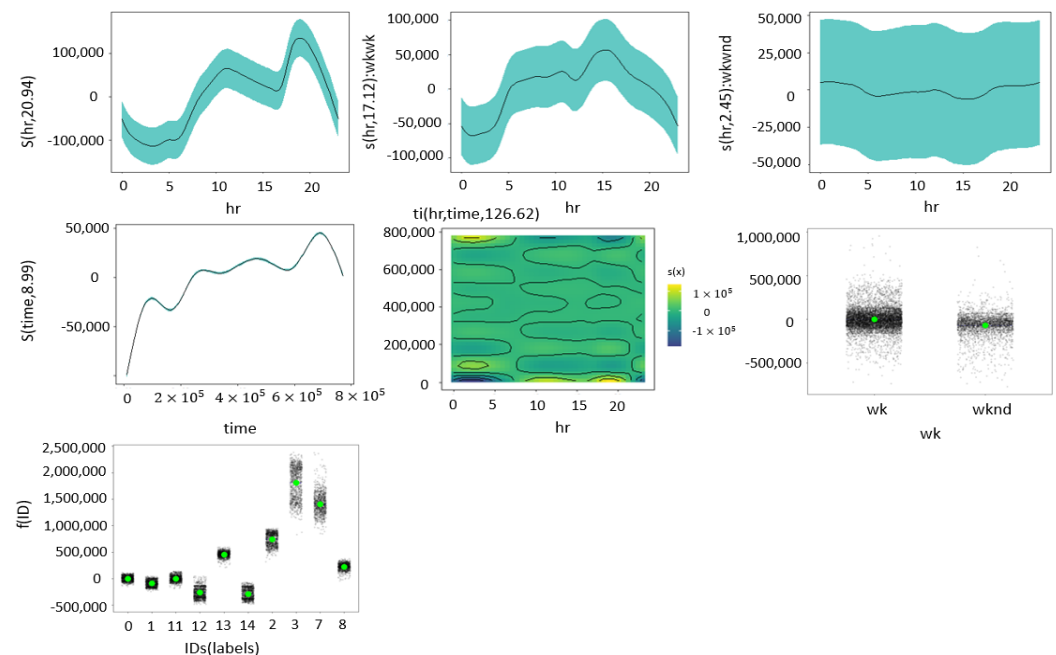 S(hr,20.94)
100,000
0
-100,000
0 5 10 15 20
hr
s(hr,17.12):wkwk
100,000
50,000
0
-50,000
-100,000
0 5 10 15 20
hr
s(hr,2.45):wkwnd
50,000
25,000
0
-25,000
-50,000
0 5 10 15 20
hr
S(time,8.99)
50,000
0
-50,000
0 2 × 10⁵ 4 × 10⁵ 6 × 10⁵ 8 × 10⁵
time
ti(hr,time,126.62)
800,000
600,000
400,000
200,000
0
0 5 10 15 20
hr
s(x)
1 × 10⁵
-1 × 10⁵
1,000,000
500,000
0
-500,000
wk wknd
wk
f(ID)
2,500,000
2,000,000
1,500,000
1,000,000
500,000
0
-500,000
0 1 11 12 13 14 2 3 7 8
IDs(labels)